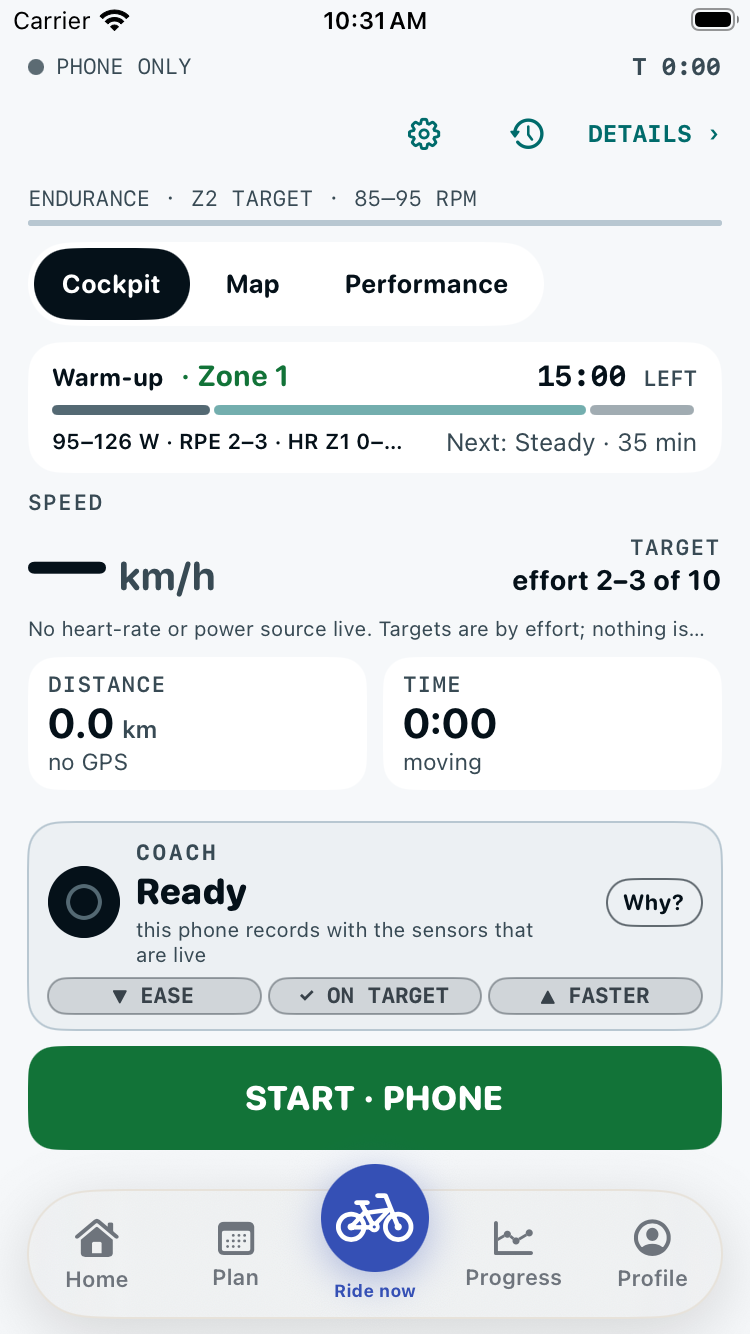 Carrier 10:31 AM
PHONE ONLY T 0:00
DETAILS ›
ENDURANCE · Z2 TARGET · 85–95 RPM
Cockpit Map Performance
Warm-up · Zone 1 15:00 LEFT
95–126 W · RPE 2–3 · HR Z1 0–… Next: Steady · 35 min
SPEED
— km/h
TARGET
effort 2–3 of 10
No heart-rate or power source live. Targets are by effort; nothing is…
DISTANCE
0.0 km
no GPS
TIME
0:00
moving
COACH
Ready
this phone records with the sensors that
are live
Why?
▼ EASE ✓ ON TARGET ▲ FASTER
START · PHONE
Home Plan Ride now Progress Profile